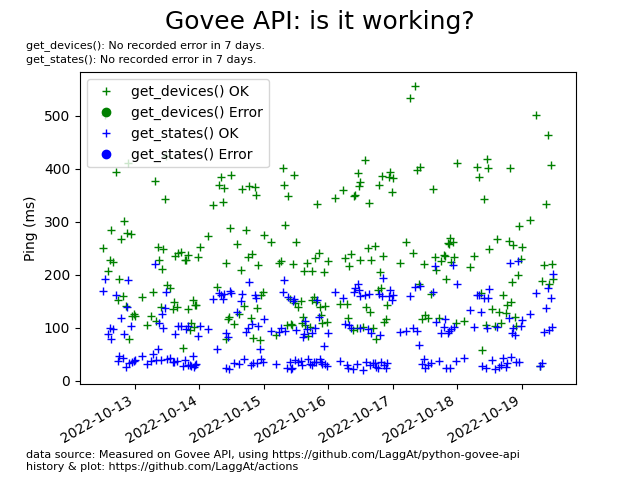 Govee API: is it working?
get_devices(): No recorded error in 7 days.
get_states(): No recorded error in 7 days.
get_devices() OK
get_devices() Error
get_states() OK
get_states() Error
Ping (ms)
500
400
300
200
100
0
2022-10-13
2022-10-14
2022-10-15
2022-10-16
2022-10-17
2022-10-18
2022-10-19
data source: Measured on Govee API, using https://github.com/LaggAt/python-govee-api
history & plot: https://github.com/LaggAt/actions